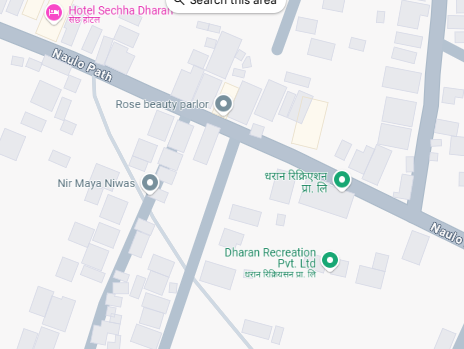 Search this area
Hotel Sechha Dharan
सेछा होटल
Naulo Path
Rose beauty parlor
Nir Maya Niwas
धरान रिक्रिएशन
प्रा. लि
Naulo
Dharan Recreation
Pvt. Ltd
धरान रिक्रियसन प्रा. लि